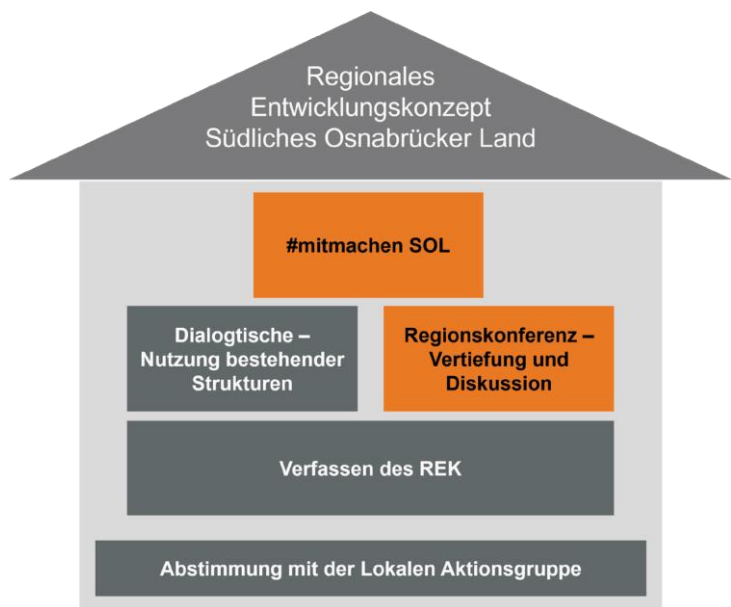 Regionales
Entwicklungskonzept
Südliches Osnabrücker Land
#mitmachen SOL
Dialogtische –
Nutzung bestehender
Strukturen
Regionskonferenz –
Vertiefung und
Diskussion
Verfassen des REK
Abstimmung mit der Lokalen Aktionsgruppe